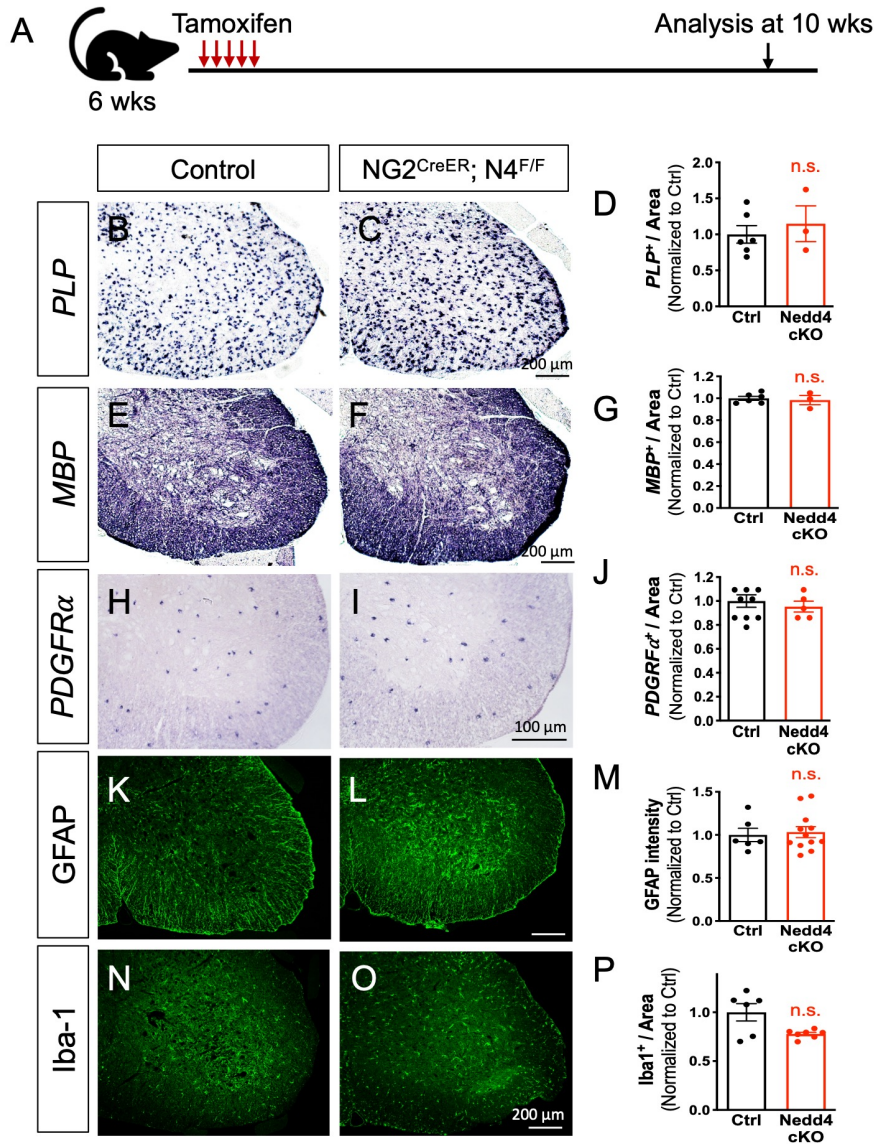 A
Tamoxifen
Analysis at 10 wks
6 wks
Control
NG2CreER; N4F/F
PLP
B
C
200 µm
D
PLP+ / Area
(Normalized to Ctrl)
2.0
1.5
1.0
0.5
0.0
n.s.
Ctrl
Nedd4
cKO
MBP
E
F
200 µm
G
MBP+ / Area
(Normalized to Ctrl)
1.2
1.0
0.8
0.6
0.4
0.2
0.0
n.s.
Ctrl
Nedd4
cKO
PDGFRα
H
I
100 µm
J
PDGRFα+ / Area
(Normalized to Ctrl)
1.2
1.0
0.8
0.6
0.4
0.2
0.0
n.s.
Ctrl
Nedd4
cKO
GFAP
K
L
M
GFAP intensity
(Normalized to Ctrl)
1.5
1.0
0.5
0.0
n.s.
Ctrl
Nedd4
cKO
Iba-1
N
O
200 µm
P
Iba1+ / Area
(Normalized to Ctrl)
1.0
0.5
0.0
n.s.
Ctrl
Nedd4
cKO